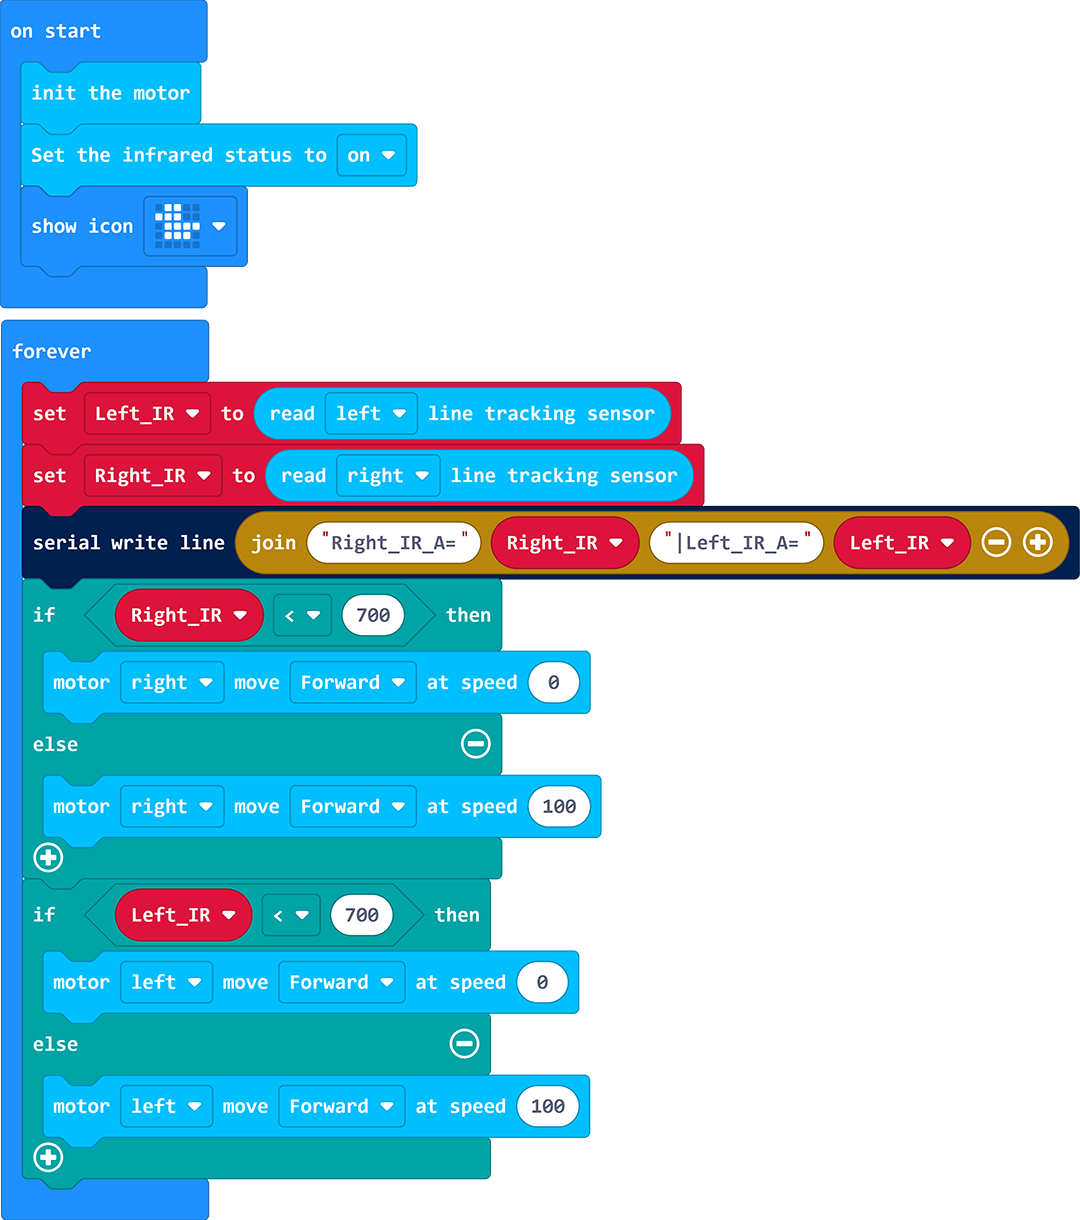 on start
init the motor
Set the infrared status to on
show icon
forever
set Left_IR to read left line tracking sensor
set Right_IR to read right line tracking sensor
serial write line join "Right_IR_A=" Right_IR "|Left_IR_A=" Left_IR
if Right_IR < 700 then
motor right move Forward at speed 0
else
motor right move Forward at speed 100
if Left_IR < 700 then
motor left move Forward at speed 0
else
motor left move Forward at speed 100